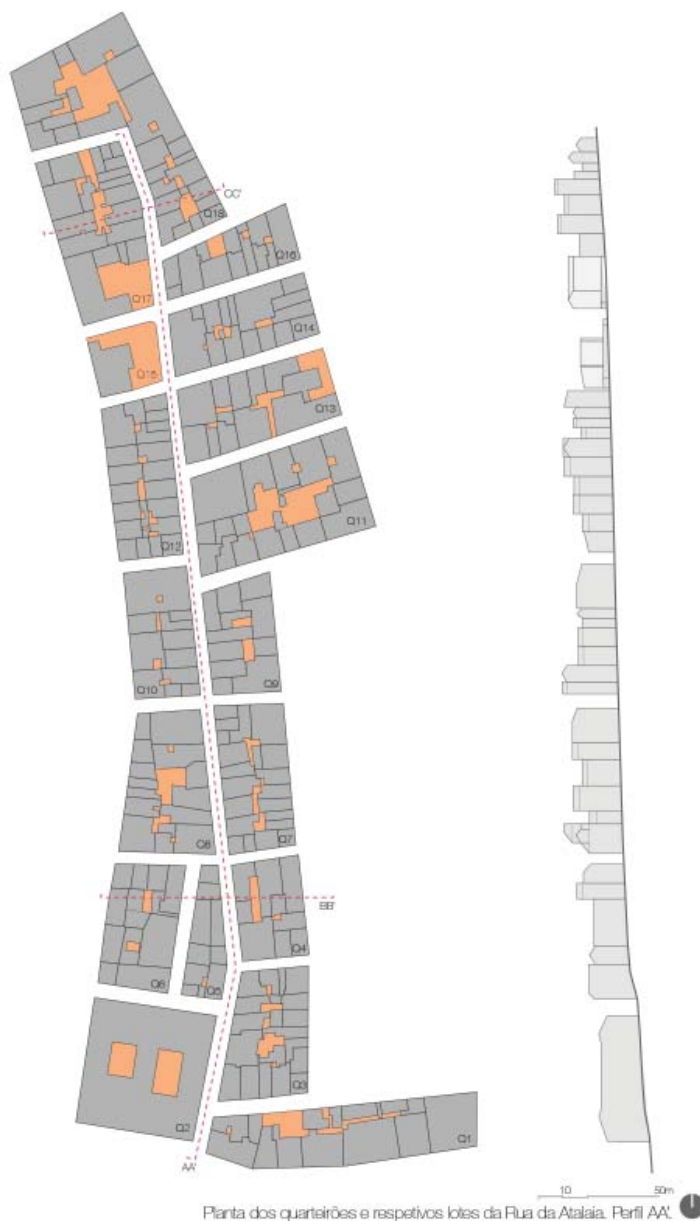 CC'
Q18
Q16
Q17
Q14
Q15
Q13
Q11
Q12
Q9
Q10
Q8
Q7
BB'
Q4
Q6
Q5
Q3
Q2
Q1
AA'
10 50m
Planta dos quarteirões e respetivos lotes da Rua da Atalaia. Perfil AA'.